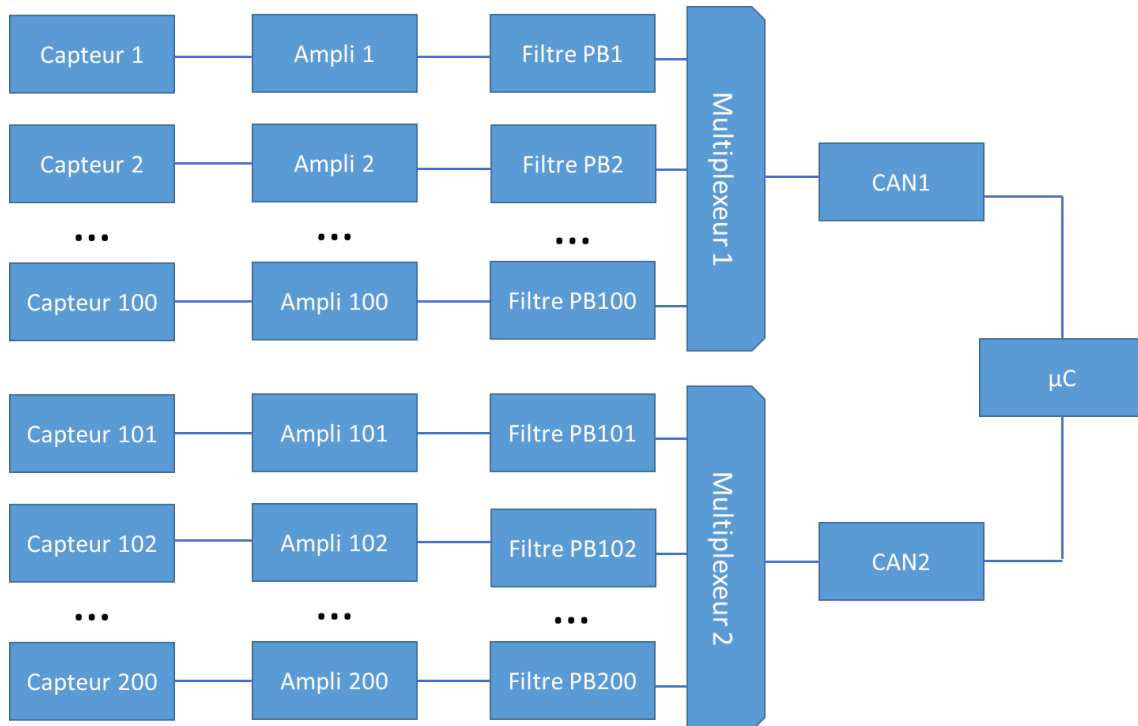 Capteur 1
Ampli 1
Filtre PB1
Capteur 2
Ampli 2
Filtre PB2
...
...
...
Capteur 100
Ampli 100
Filtre PB100
Multiplexeur 1
CAN1
µC
Capteur 101
Ampli 101
Filtre PB101
Capteur 102
Ampli 102
Filtre PB102
...
...
...
Capteur 200
Ampli 200
Filtre PB200
Multiplexeur 2
CAN2